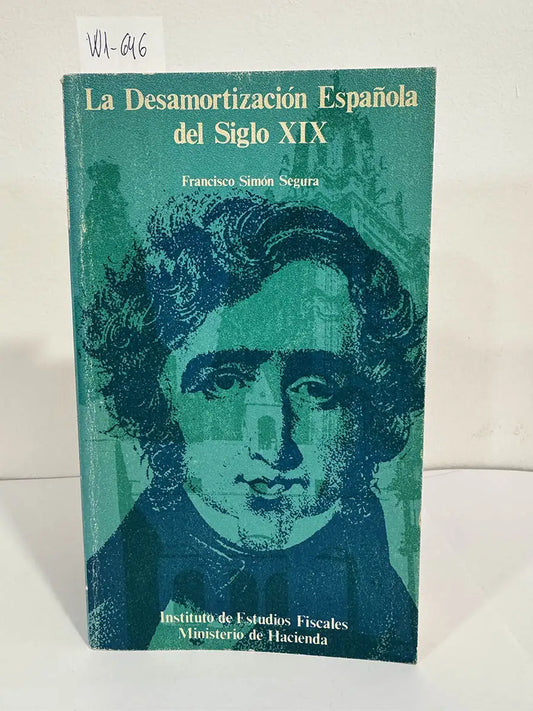 W1-646
La Desamortización Española
del Siglo XIX
Francisco Simón Segura
Instituto de Estudios Fiscales
Ministerio de Hacienda